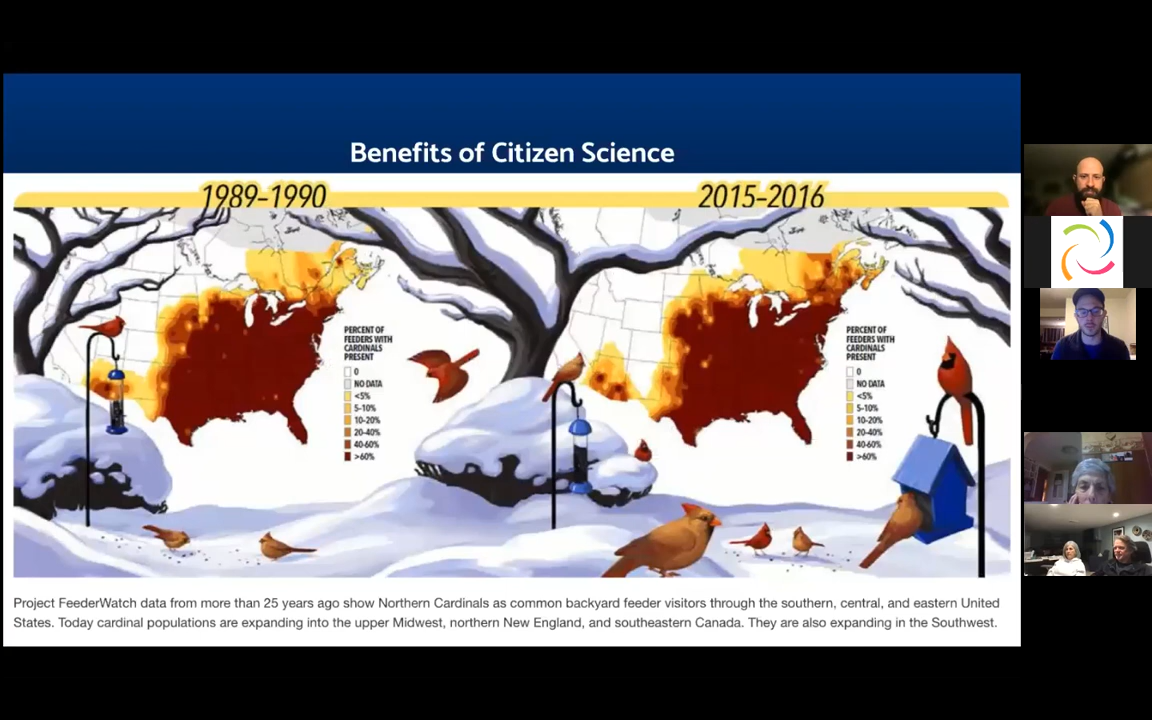 Benefits of Citizen Science
1989-1990
2015-2016
PERCENT OF
FEEDERS WITH
CARDINALS
PRESENT
0
NO DATA
<5%
5-10%
10-20%
20-40%
40-60%
>60%
PERCENT OF
FEEDERS WITH
CARDINALS
PRESENT
0
NO DATA
<5%
5-10%
10-20%
20-40%
40-60%
>60%
Project FeederWatch data from more than 25 years ago show Northern Cardinals as common backyard feeder visitors through the southern, central, and eastern United
States. Today cardinal populations are expanding into the upper Midwest, northern New England, and southeastern Canada. They are also expanding in the Southwest.